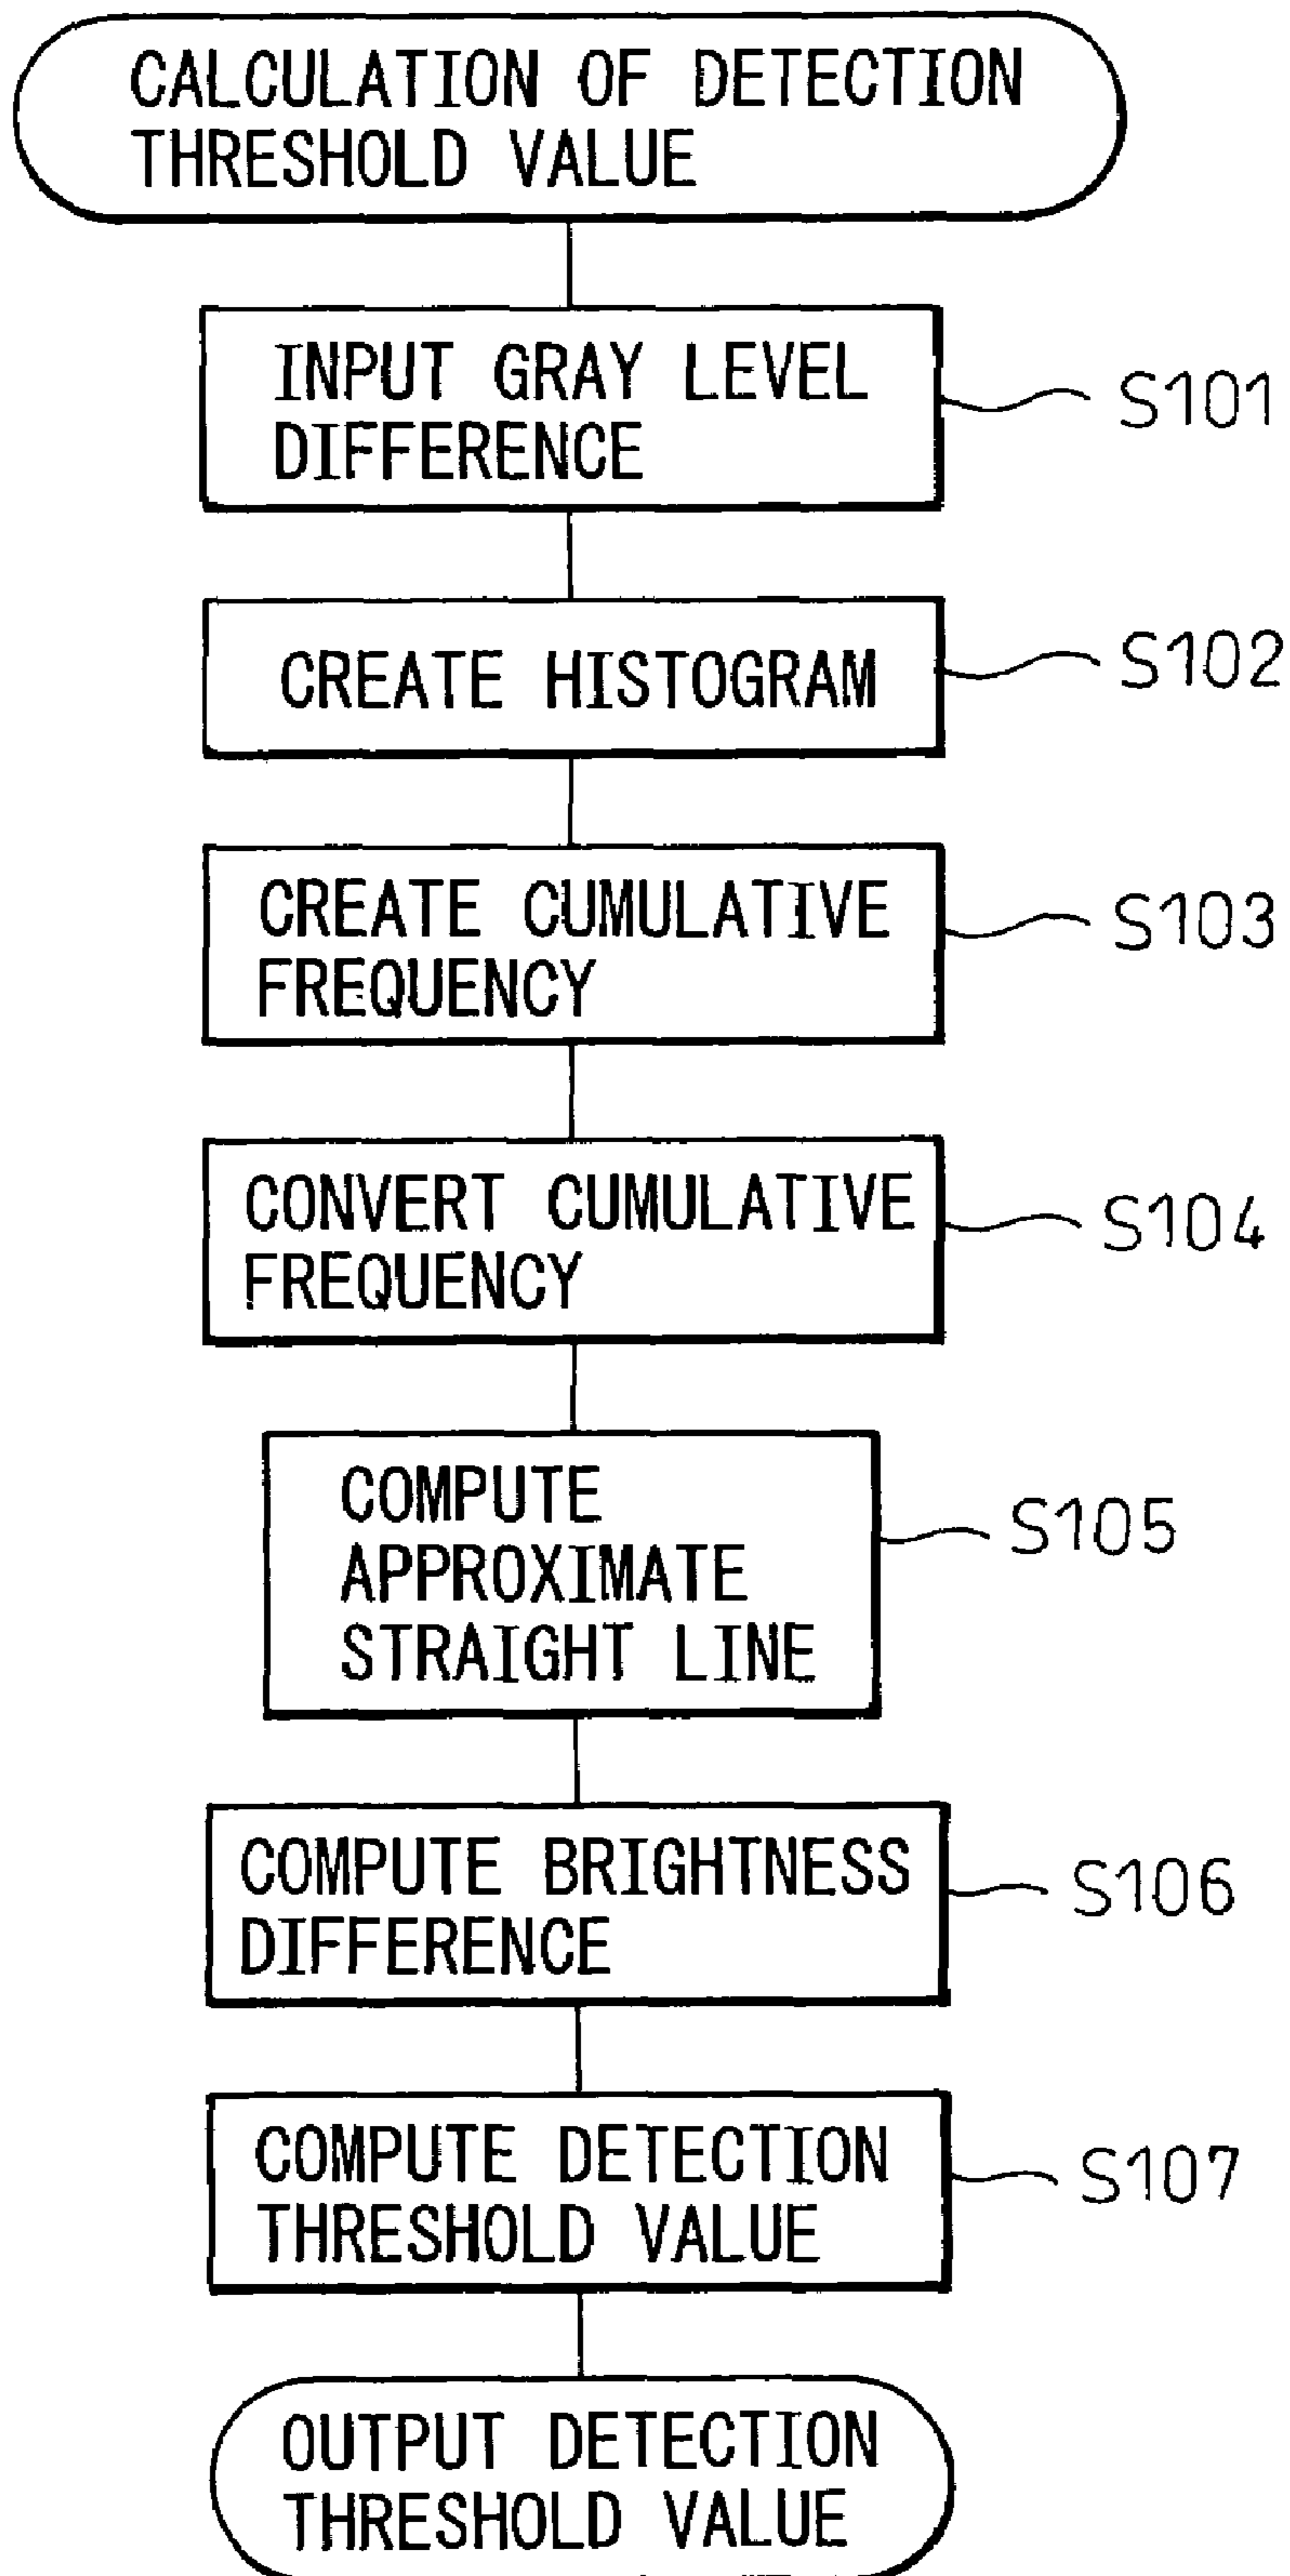 CALCULATION OF DETECTION
THRESHOLD VALUE
INPUT GRAY LEVEL
DIFFERENCE
S101
CREATE HISTOGRAM
S102
CREATE CUMULATIVE
FREQUENCY
S103
CONVERT CUMULATIVE
FREQUENCY
S104
COMPUTE
APPROXIMATE
STRAIGHT LINE
S105
COMPUTE BRIGHTNESS
DIFFERENCE
S106
COMPUTE DETECTION
THRESHOLD VALUE
S107
OUTPUT DETECTION
THRESHOLD VALUE